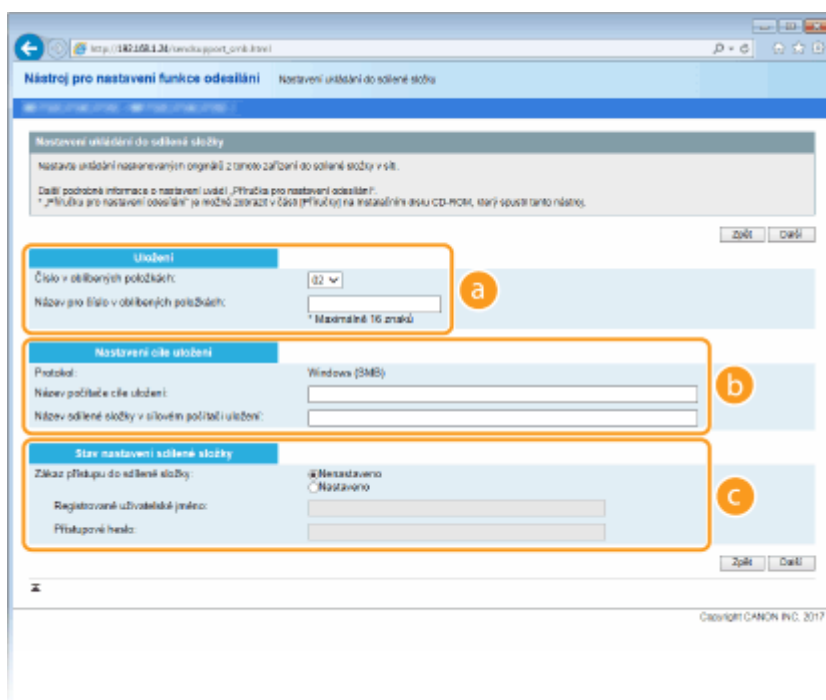 http://192.168.1.24/sendsupport_smb.html
Nástroj pro nastavení funkce odesílání Nastavení ukládání do sdílené složky
Nastavení ukládání do sdílené složky
Nastavte ukládání naskenovaných originálů z tohoto zařízení do sdílené složky v síti.
Další podrobné informace o nastavení uvádí „Příručka pro nastavení odesílání“.
* „Příručka pro nastavení odesílání“ je možné zobrazit v části [Příručky] na instalačním disku CD-ROM, který spustil tento nástroj.
Zpět Další
Uložení
Číslo v oblíbených položkách: 02
a
Název pro číslo v oblíbených položkách:
* Maximálně 16 znaků
Nastavení cíle uložení
Protokol: Windows (SMB)
b
Název počítače cíle uložení:
Název sdílené složky v cílovém počítači uložení:
Stav nastavení sdílené složky
Zákaz přístupu do sdílené složky: Nenastaveno
Nastaveno
c
Registrované uživatelské jméno:
Přístupové heslo:
Zpět Další
Copyright CANON INC. 2017